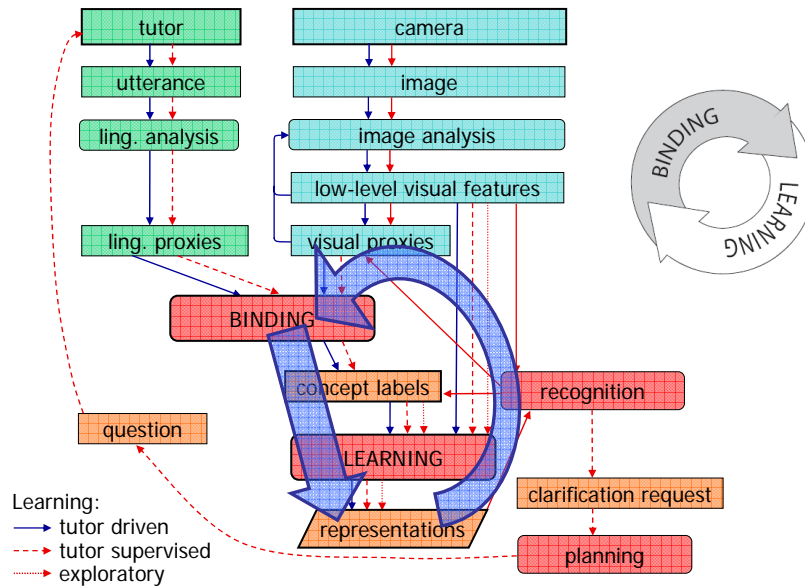 tutor
camera
utterance
image
ling. analysis
image analysis
low-level visual features
ling. proxies
visual proxies
BINDING
concept labels
recognition
question
LEARNING
clarification request
representations
planning
Learning:
tutor driven
tutor supervised
exploratory
BINDING
LEARNING